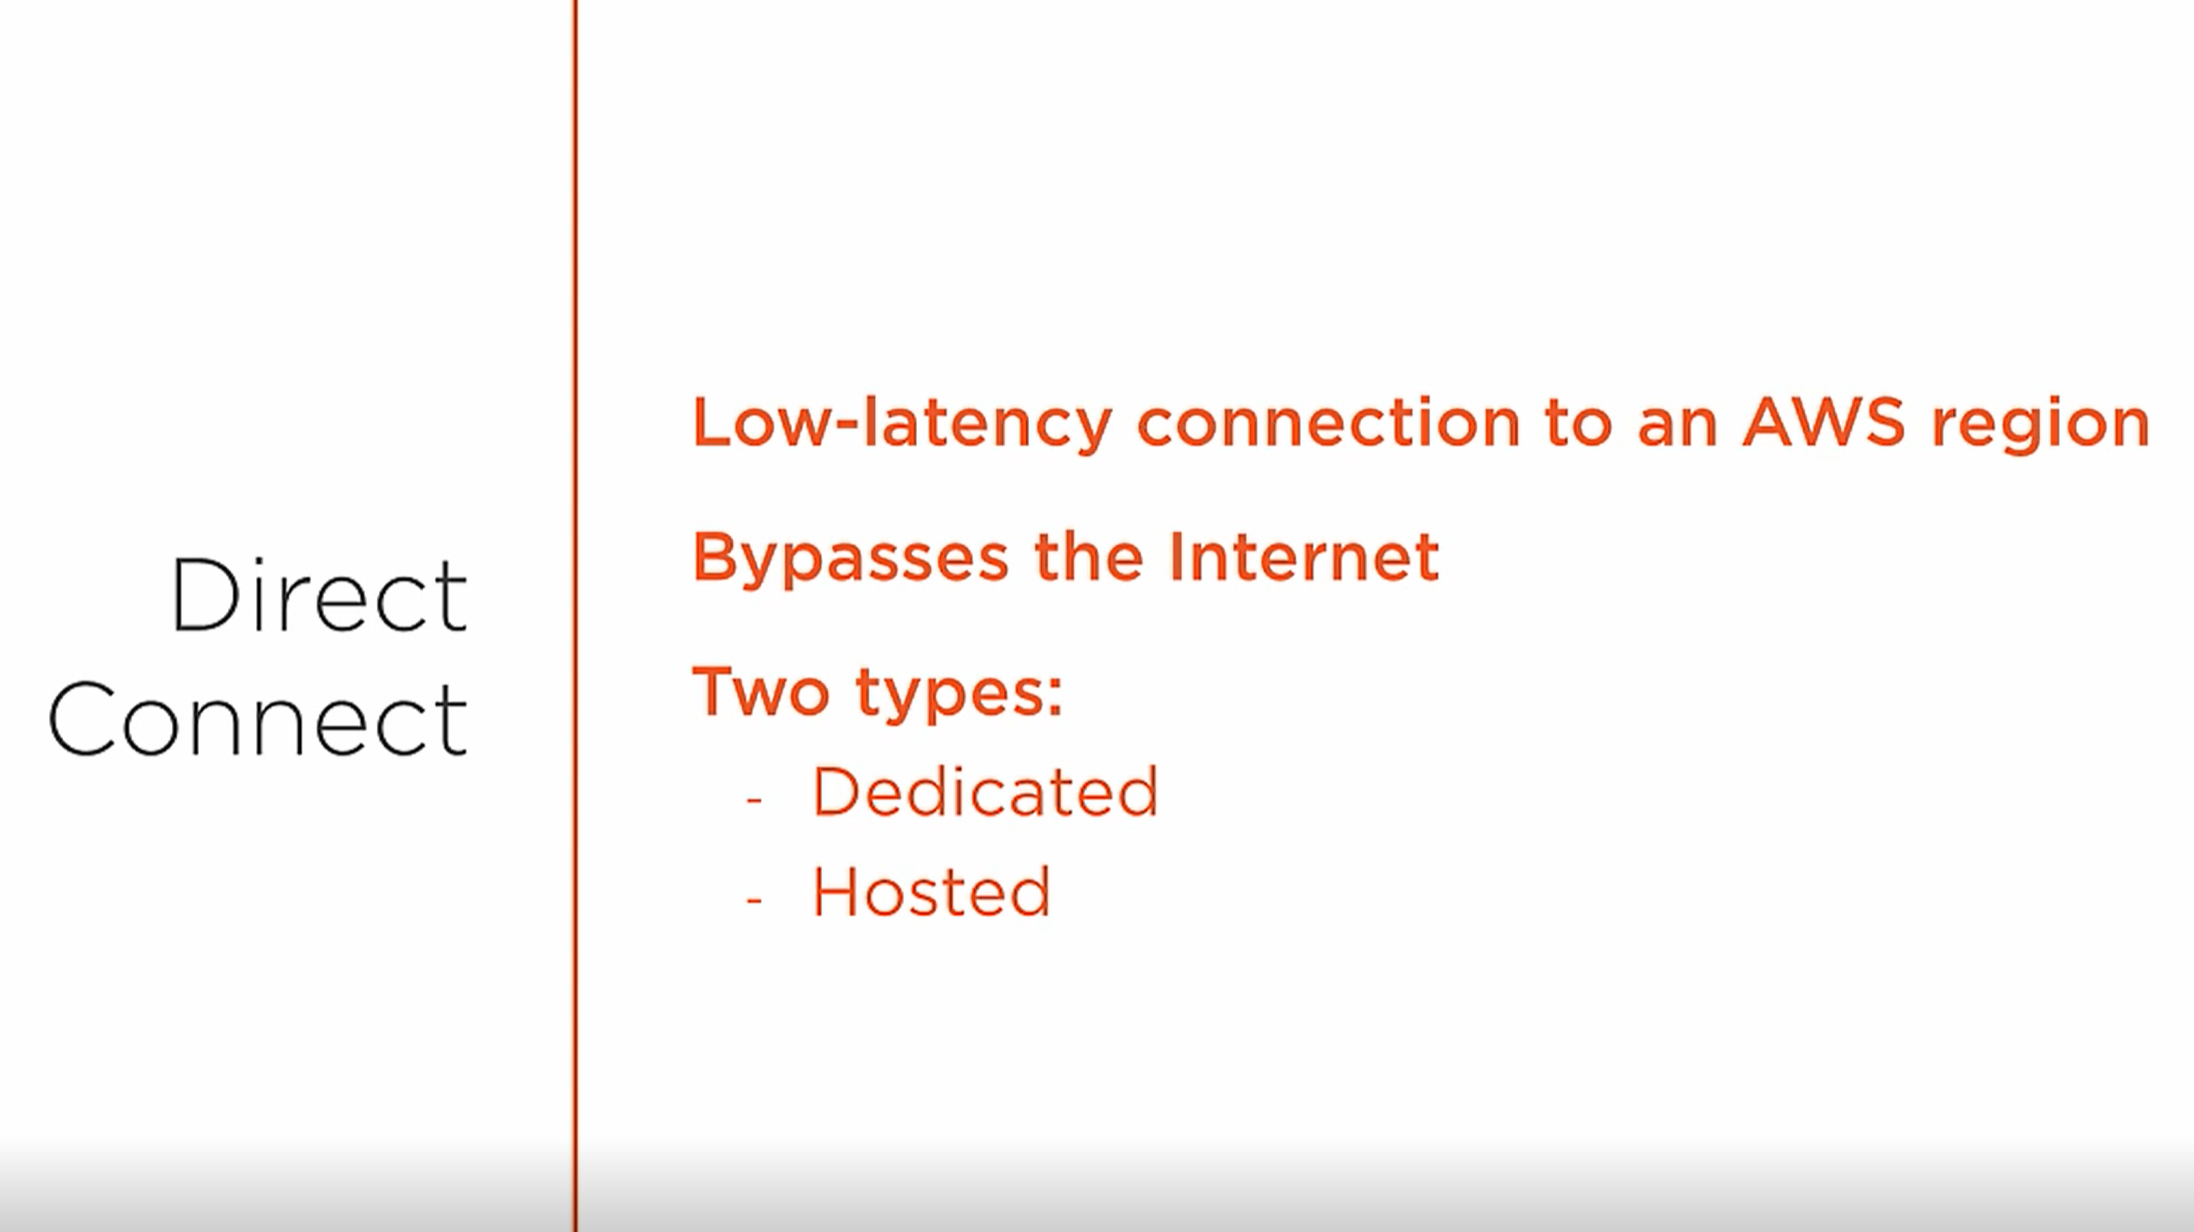 Direct
Connect
Low-latency connection to an AWS region
Bypasses the Internet
Two types:
- Dedicated
- Hosted